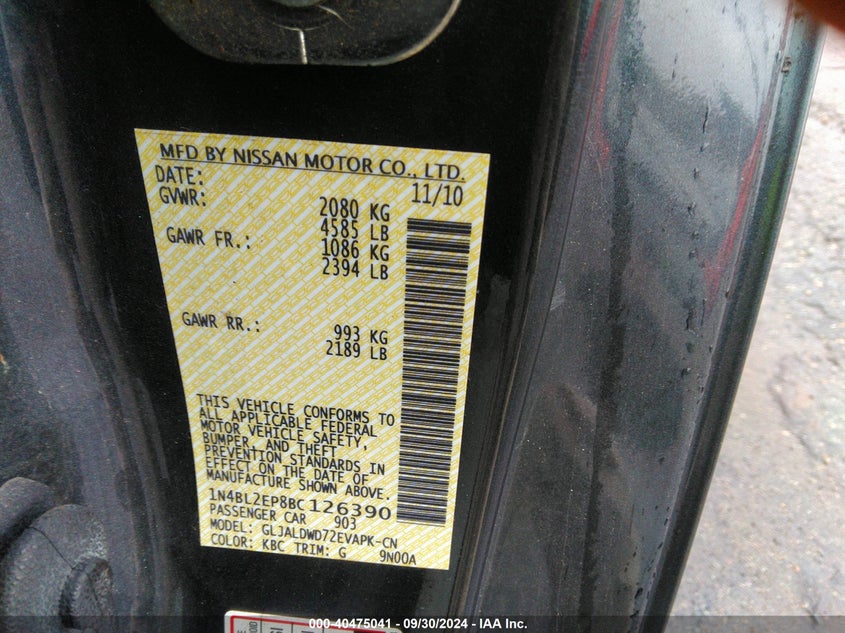 MFD BY NISSAN MOTOR CO., LTD.
DATE: 11/10
GVWR: 2080 KG
4585 LB
GAWR FR.: 1086 KG
2394 LB
GAWR RR.: 993 KG
2189 LB
THIS VEHICLE CONFORMS TO
ALL APPLICABLE FEDERAL
MOTOR VEHICLE SAFETY,
BUMPER, AND THEFT
PREVENTION STANDARDS IN
EFFECT ON THE DATE OF
MANUFACTURE SHOWN ABOVE.
1N4BL2EP8BC126390
PASSENGER CAR 903
MODEL: GLJALDWD72EVAPK-CN
COLOR: KBC TRIM: G 9N00A
000-40475041 - 09/30/2024 - IAA Inc.